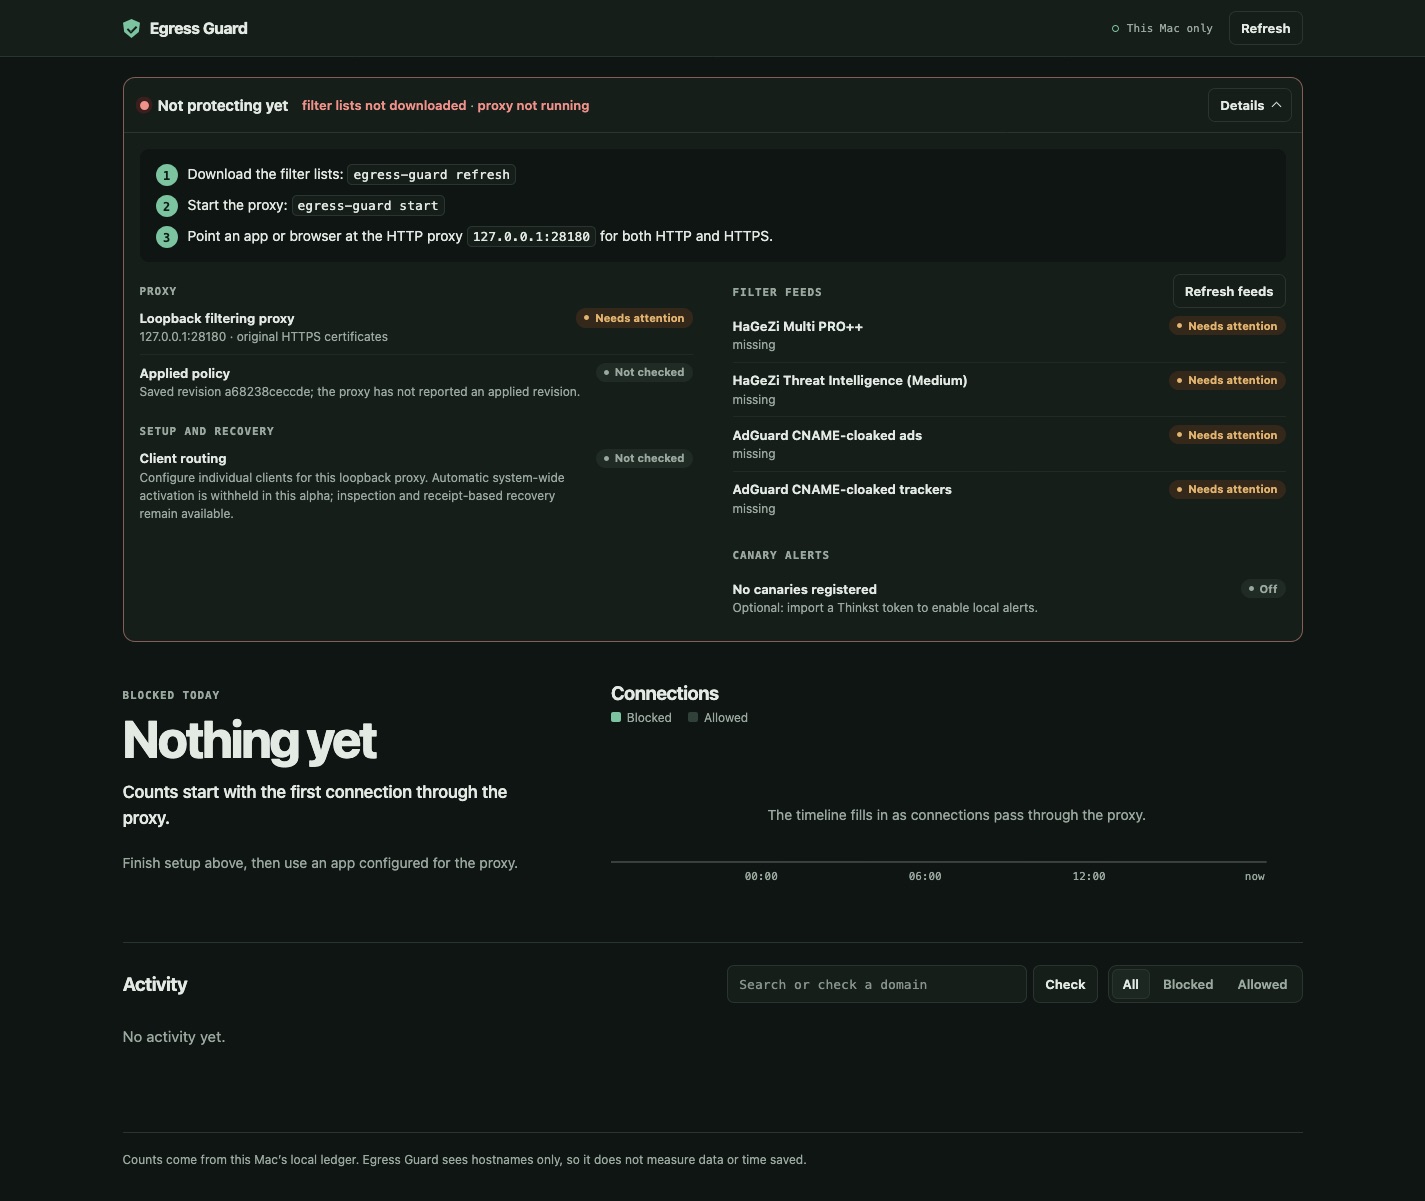 Egress Guard
This Mac only
Refresh
Not protecting yet
filter lists not downloaded · proxy not running
Details
1 Download the filter lists: egress-guard refresh
2 Start the proxy: egress-guard start
3 Point an app or browser at the HTTP proxy 127.0.0.1:28180 for both HTTP and HTTPS.
PROXY
Loopback filtering proxy
Needs attention
127.0.0.1:28180 · original HTTPS certificates
Applied policy
Not checked
Saved revision a68238ceccde; the proxy has not reported an applied revision.
SETUP AND RECOVERY
Client routing
Not checked
Configure individual clients for this loopback proxy. Automatic system-wide
activation is withheld in this alpha; inspection and receipt-based recovery
remain available.
FILTER FEEDS
Refresh feeds
HaGeZi Multi PRO++
Needs attention
missing
HaGeZi Threat Intelligence (Medium)
Needs attention
missing
AdGuard CNAME-cloaked ads
Needs attention
missing
AdGuard CNAME-cloaked trackers
Needs attention
missing
CANARY ALERTS
No canaries registered
Off
Optional: import a Thinkst token to enable local alerts.
BLOCKED TODAY
Nothing yet
Counts start with the first connection through the
proxy.
Finish setup above, then use an app configured for the proxy.
Connections
Blocked Allowed
The timeline fills in as connections pass through the proxy.
00:00 06:00 12:00 now
Activity
Search or check a domain
Check
All Blocked Allowed
No activity yet.
Counts come from this Mac’s local ledger. Egress Guard sees hostnames only, so it does not measure data or time saved.